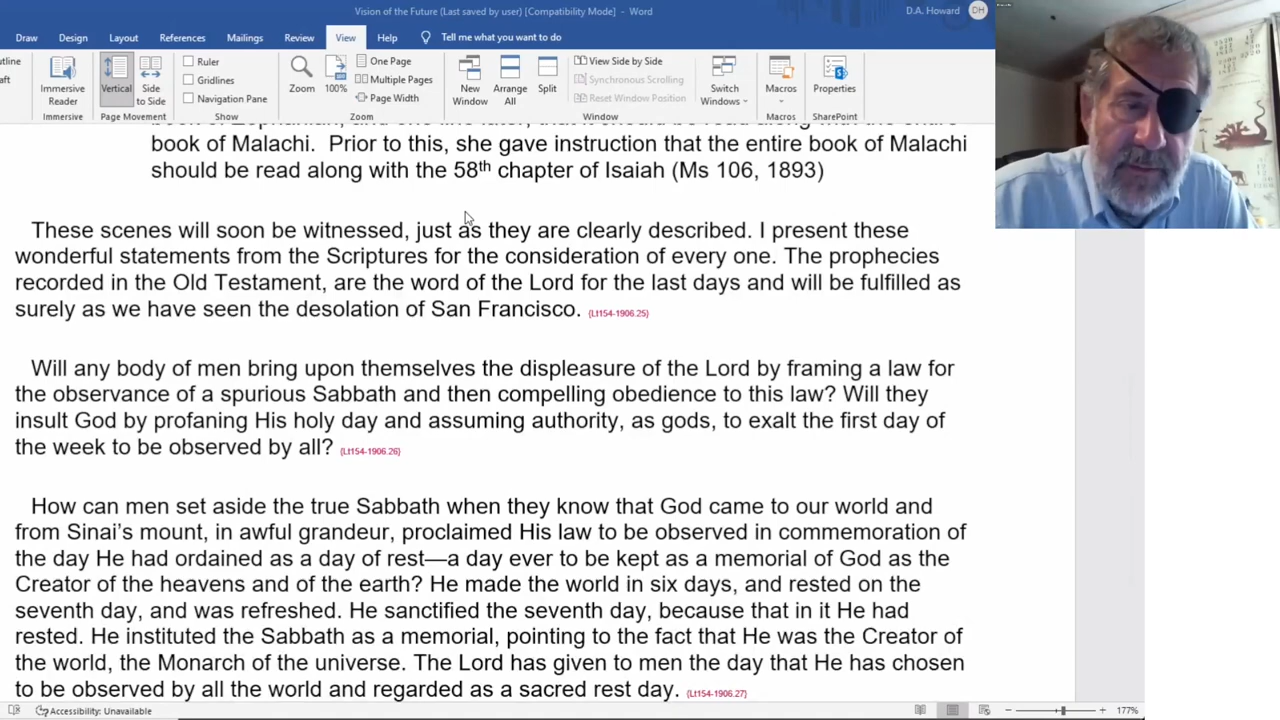 Vision of the Future (Last saved by user) [Compatibility Mode] - Word
D.A. Howard
DH
Draw
Design
Layout
References
Mailings
Review
View
Help
Tell me what you want to do
Immersive Reader
Immersive
Vertical
Side to Side
Page Movement
Ruler
Gridlines
Navigation Pane
Show
Zoom
100%
One Page
Multiple Pages
Page Width
Zoom
New Window
Arrange All
Split
View Side by Side
Synchronous Scrolling
Reset Window Position
Switch Windows
Window
Macros
Macros
Properties
SharePoint
book of Malachi. Prior to this, she gave instruction that the entire book of Malachi
should be read along with the 58th chapter of Isaiah (Ms 106, 1893)
These scenes will soon be witnessed, just as they are clearly described. I present these
wonderful statements from the Scriptures for the consideration of every one. The prophecies
recorded in the Old Testament, are the word of the Lord for the last days and will be fulfilled as
surely as we have seen the desolation of San Francisco. {Lt154-1906.25}
Will any body of men bring upon themselves the displeasure of the Lord by framing a law for
the observance of a spurious Sabbath and then compelling obedience to this law? Will they
insult God by profaning His holy day and assuming authority, as gods, to exalt the first day of
the week to be observed by all? {Lt154-1906.26}
How can men set aside the true Sabbath when they know that God came to our world and
from Sinai’s mount, in awful grandeur, proclaimed His law to be observed in commemoration of
the day He had ordained as a day of rest—a day ever to be kept as a memorial of God as the
Creator of the heavens and of the earth? He made the world in six days, and rested on the
seventh day, and was refreshed. He sanctified the seventh day, because that in it He had
rested. He instituted the Sabbath as a memorial, pointing to the fact that He was the Creator of
the world, the Monarch of the universe. The Lord has given to men the day that He has chosen
to be observed by all the world and regarded as a sacred rest day. {Lt154-1906.27}
Accessibility: Unavailable
177%